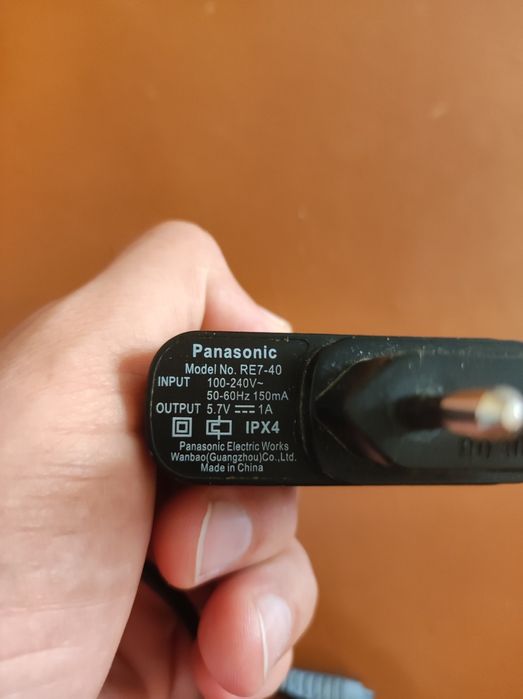 Panasonic
Model No. RE7-40
INPUT 100-240V~
50-60Hz 150mA
OUTPUT 5.7V ⎓ 1A
IPX4
Panasonic Electric Works
Wanbao(Guangzhou)Co.,Ltd.
Made in China